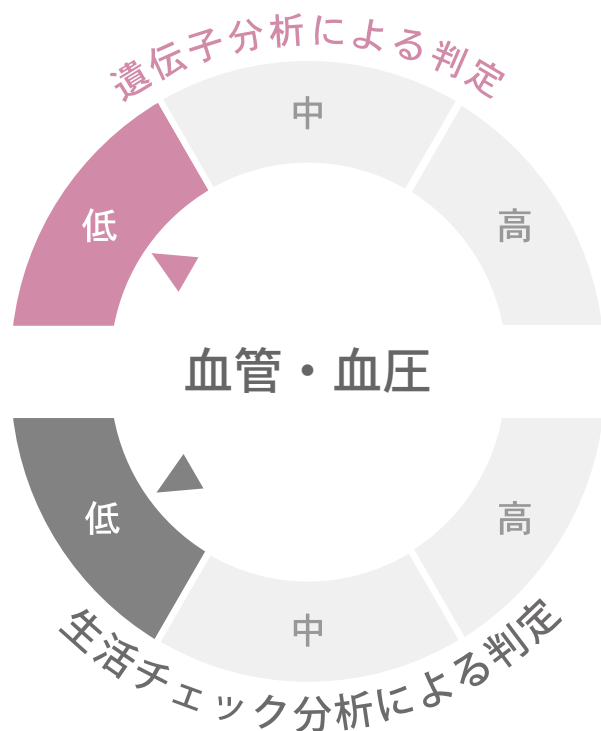 遺伝子分析による判定
中
低
高
血管・血圧
低
高
中
生活チェック分析による判定